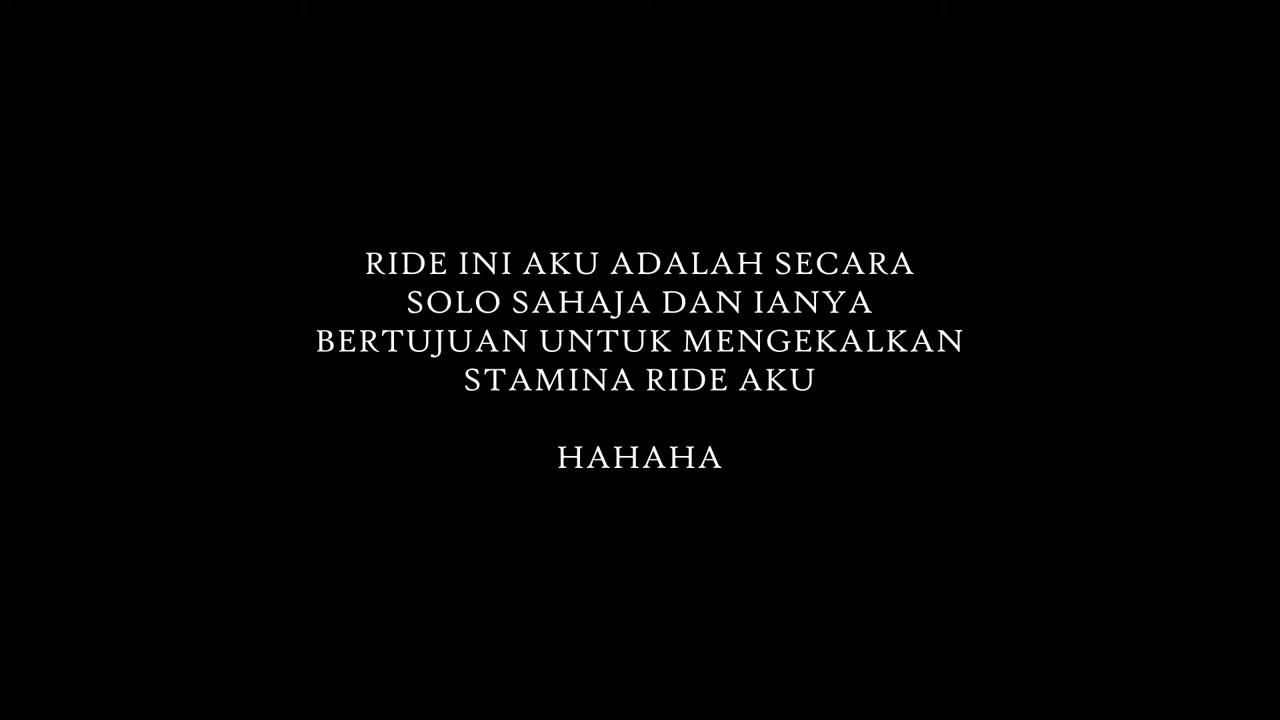 RIDE INI AKU ADALAH SECARA
SOLO SAHAJA DAN IANYA
BERTUJUAN UNTUK MENGEKALKAN
STAMINA RIDE AKU
HAHAHA